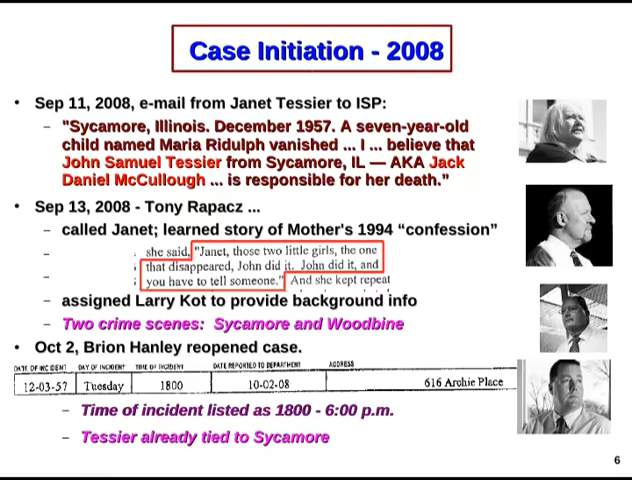 Case Initiation - 2008
• Sep 11, 2008, e-mail from Janet Tessier to ISP:
– "Sycamore, Illinois. December 1957. A seven-year-old
child named Maria Ridulph vanished ... I ... believe that
John Samuel Tessier from Sycamore, IL — AKA Jack
Daniel McCullough ... is responsible for her death."
• Sep 13, 2008 - Tony Rapacz ...
– called Janet; learned story of Mother's 1994 “confession”
she said, "Janet, those two little girls, the one
that disappeared, John did it. John did it, and
you have to tell someone." And she kept repeat
– assigned Larry Kot to provide background info
– Two crime scenes: Sycamore and Woodbine
• Oct 2, Brion Hanley reopened case.
DATE OF INCIDENT DAY OF INCIDENT TIME OF INCIDENT DATE REPORTED TO DEPARTMENT ADDRESS
12-03-57 Tuesday 1800 10-02-08 616 Archie Place
– Time of incident listed as 1800 - 6:00 p.m.
– Tessier already tied to Sycamore
6